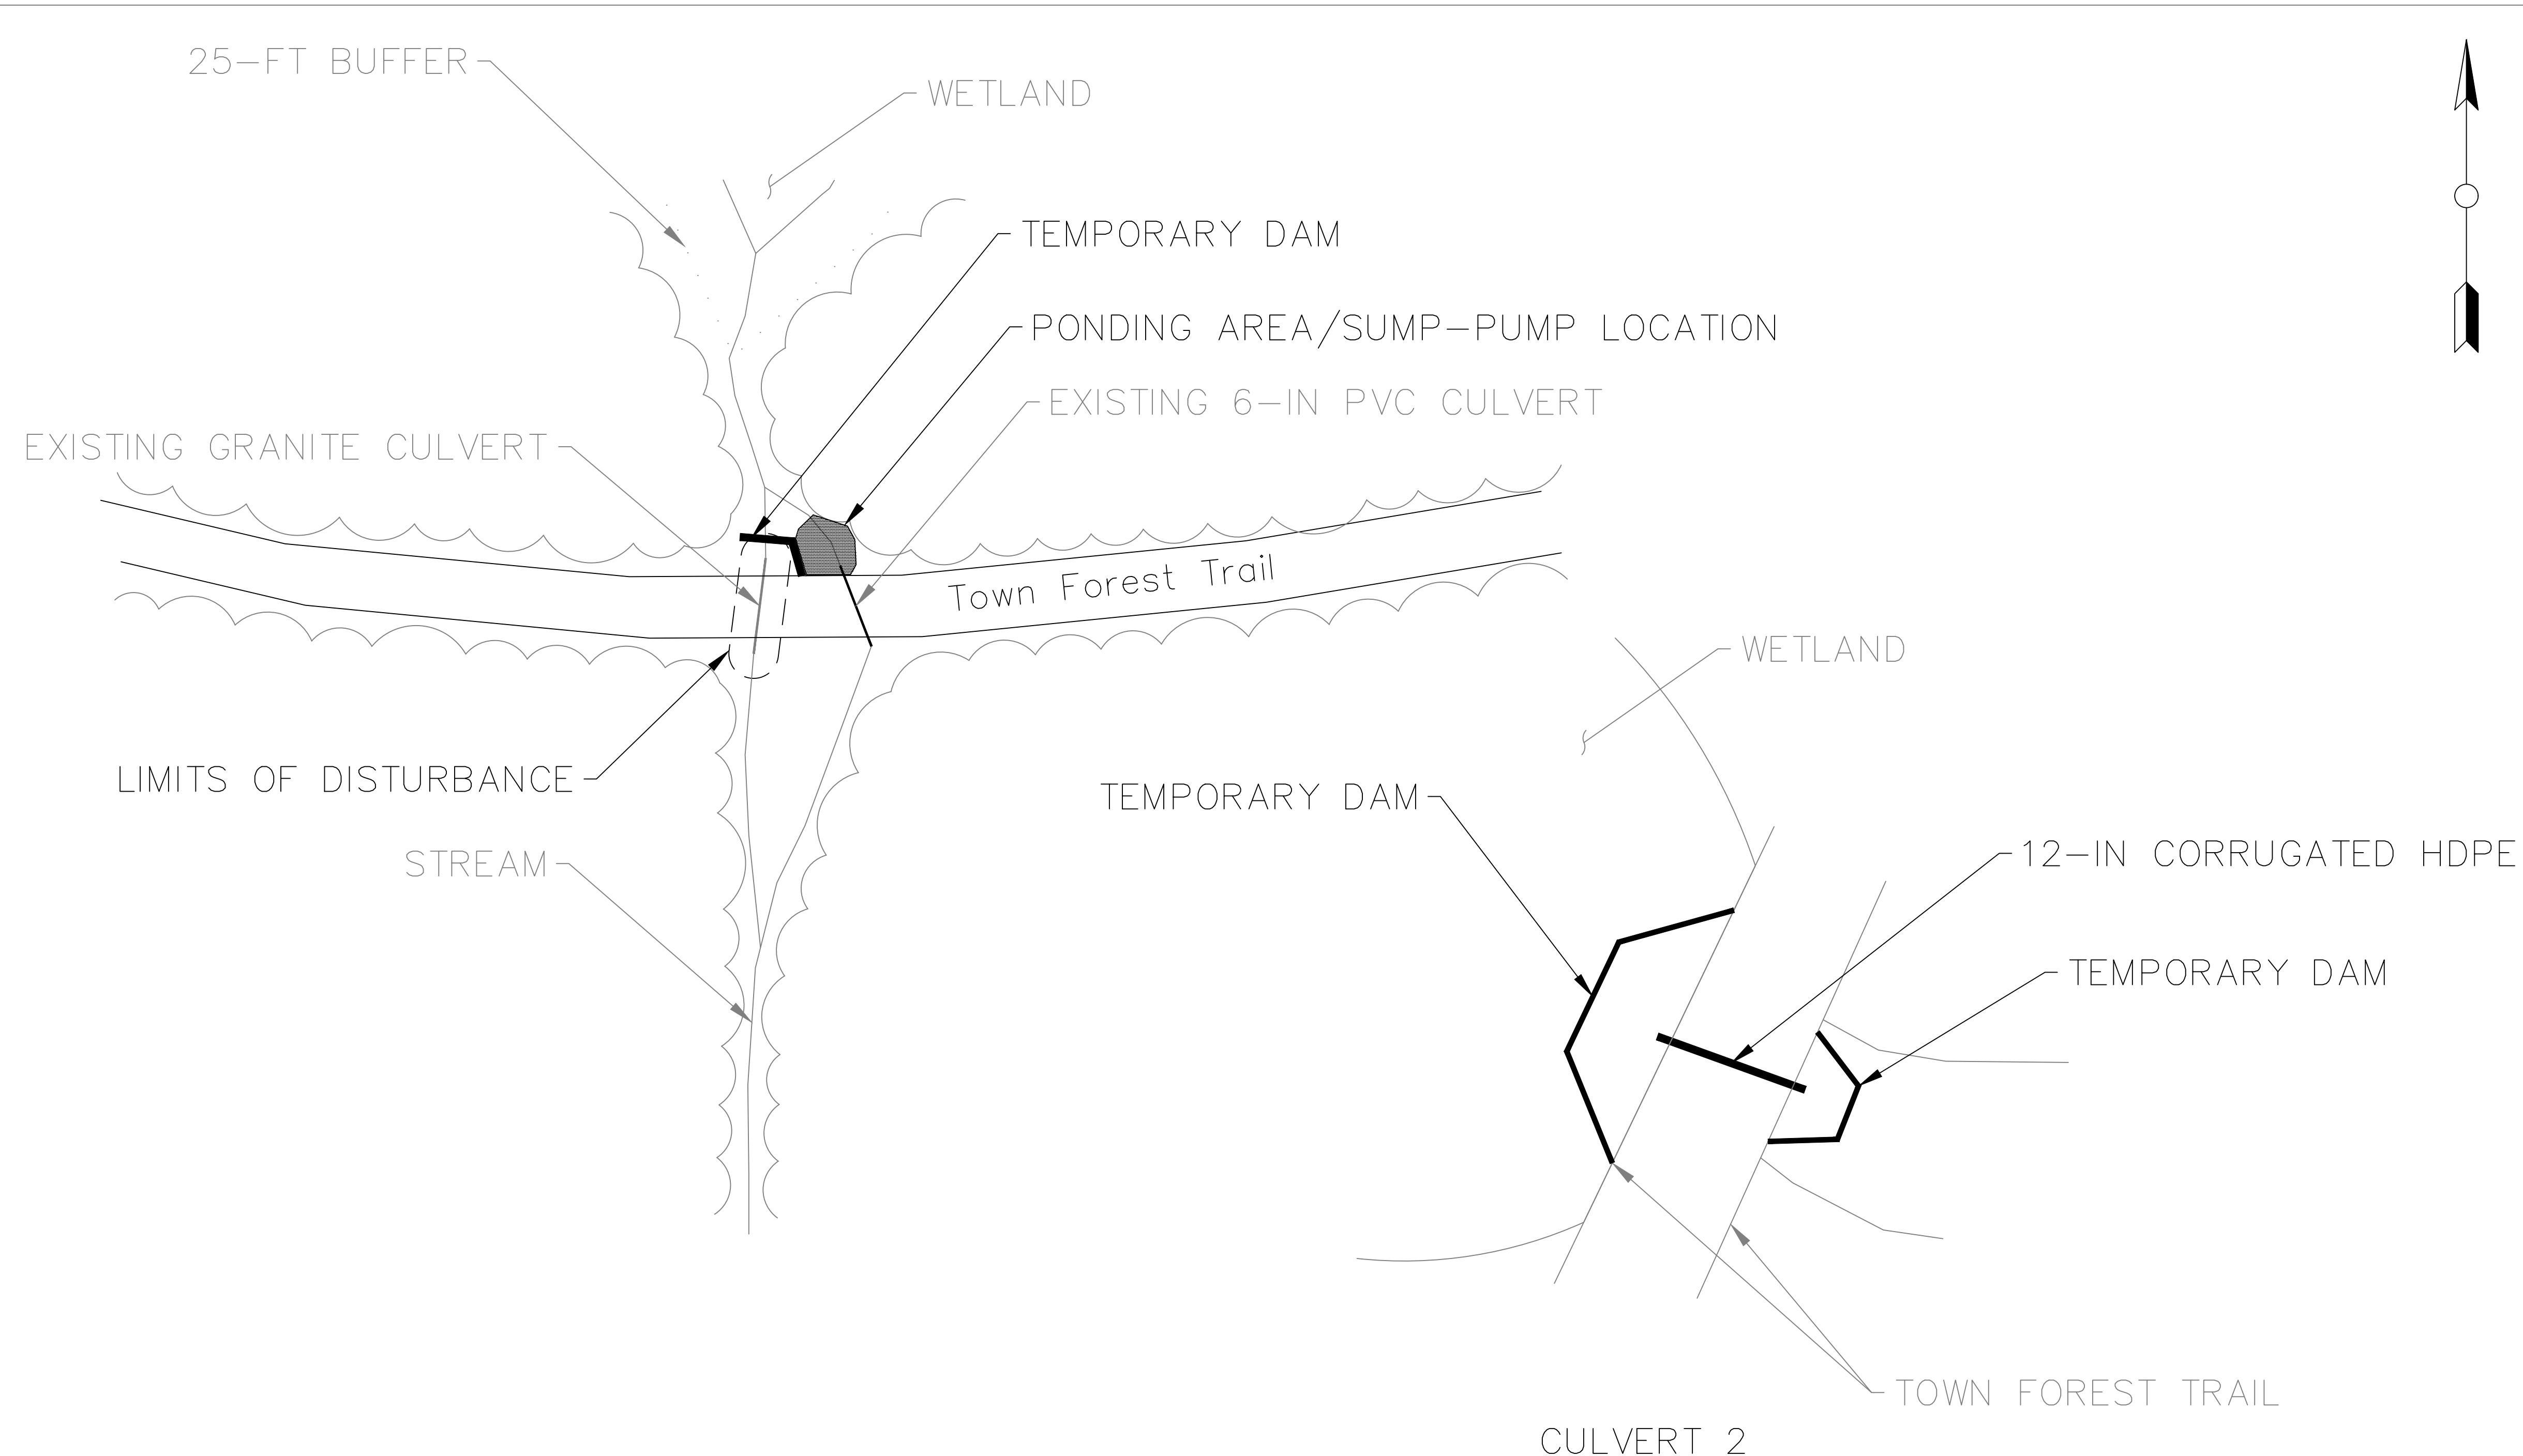 25-FT BUFFER
WETLAND
TEMPORARY DAM
PONDING AREA/SUMP-PUMP LOCATION
EXISTING 6-IN PVC CULVERT
EXISTING GRANITE CULVERT
Town Forest Trail
LIMITS OF DISTURBANCE
STREAM
WETLAND
TEMPORARY DAM
12-IN CORRUGATED HDPE
TEMPORARY DAM
TOWN FOREST TRAIL
CULVERT 2